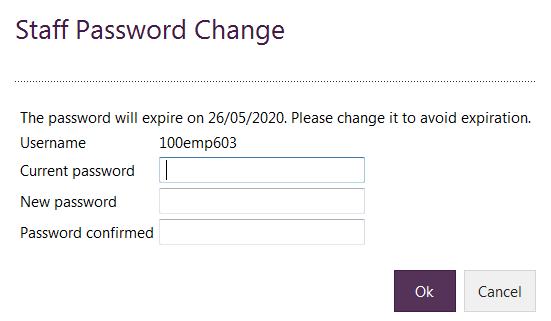 Staff Password Change
The password will expire on 26/05/2020. Please change it to avoid expiration.
Username 100emp603
Current password
New password
Password confirmed
Ok Cancel